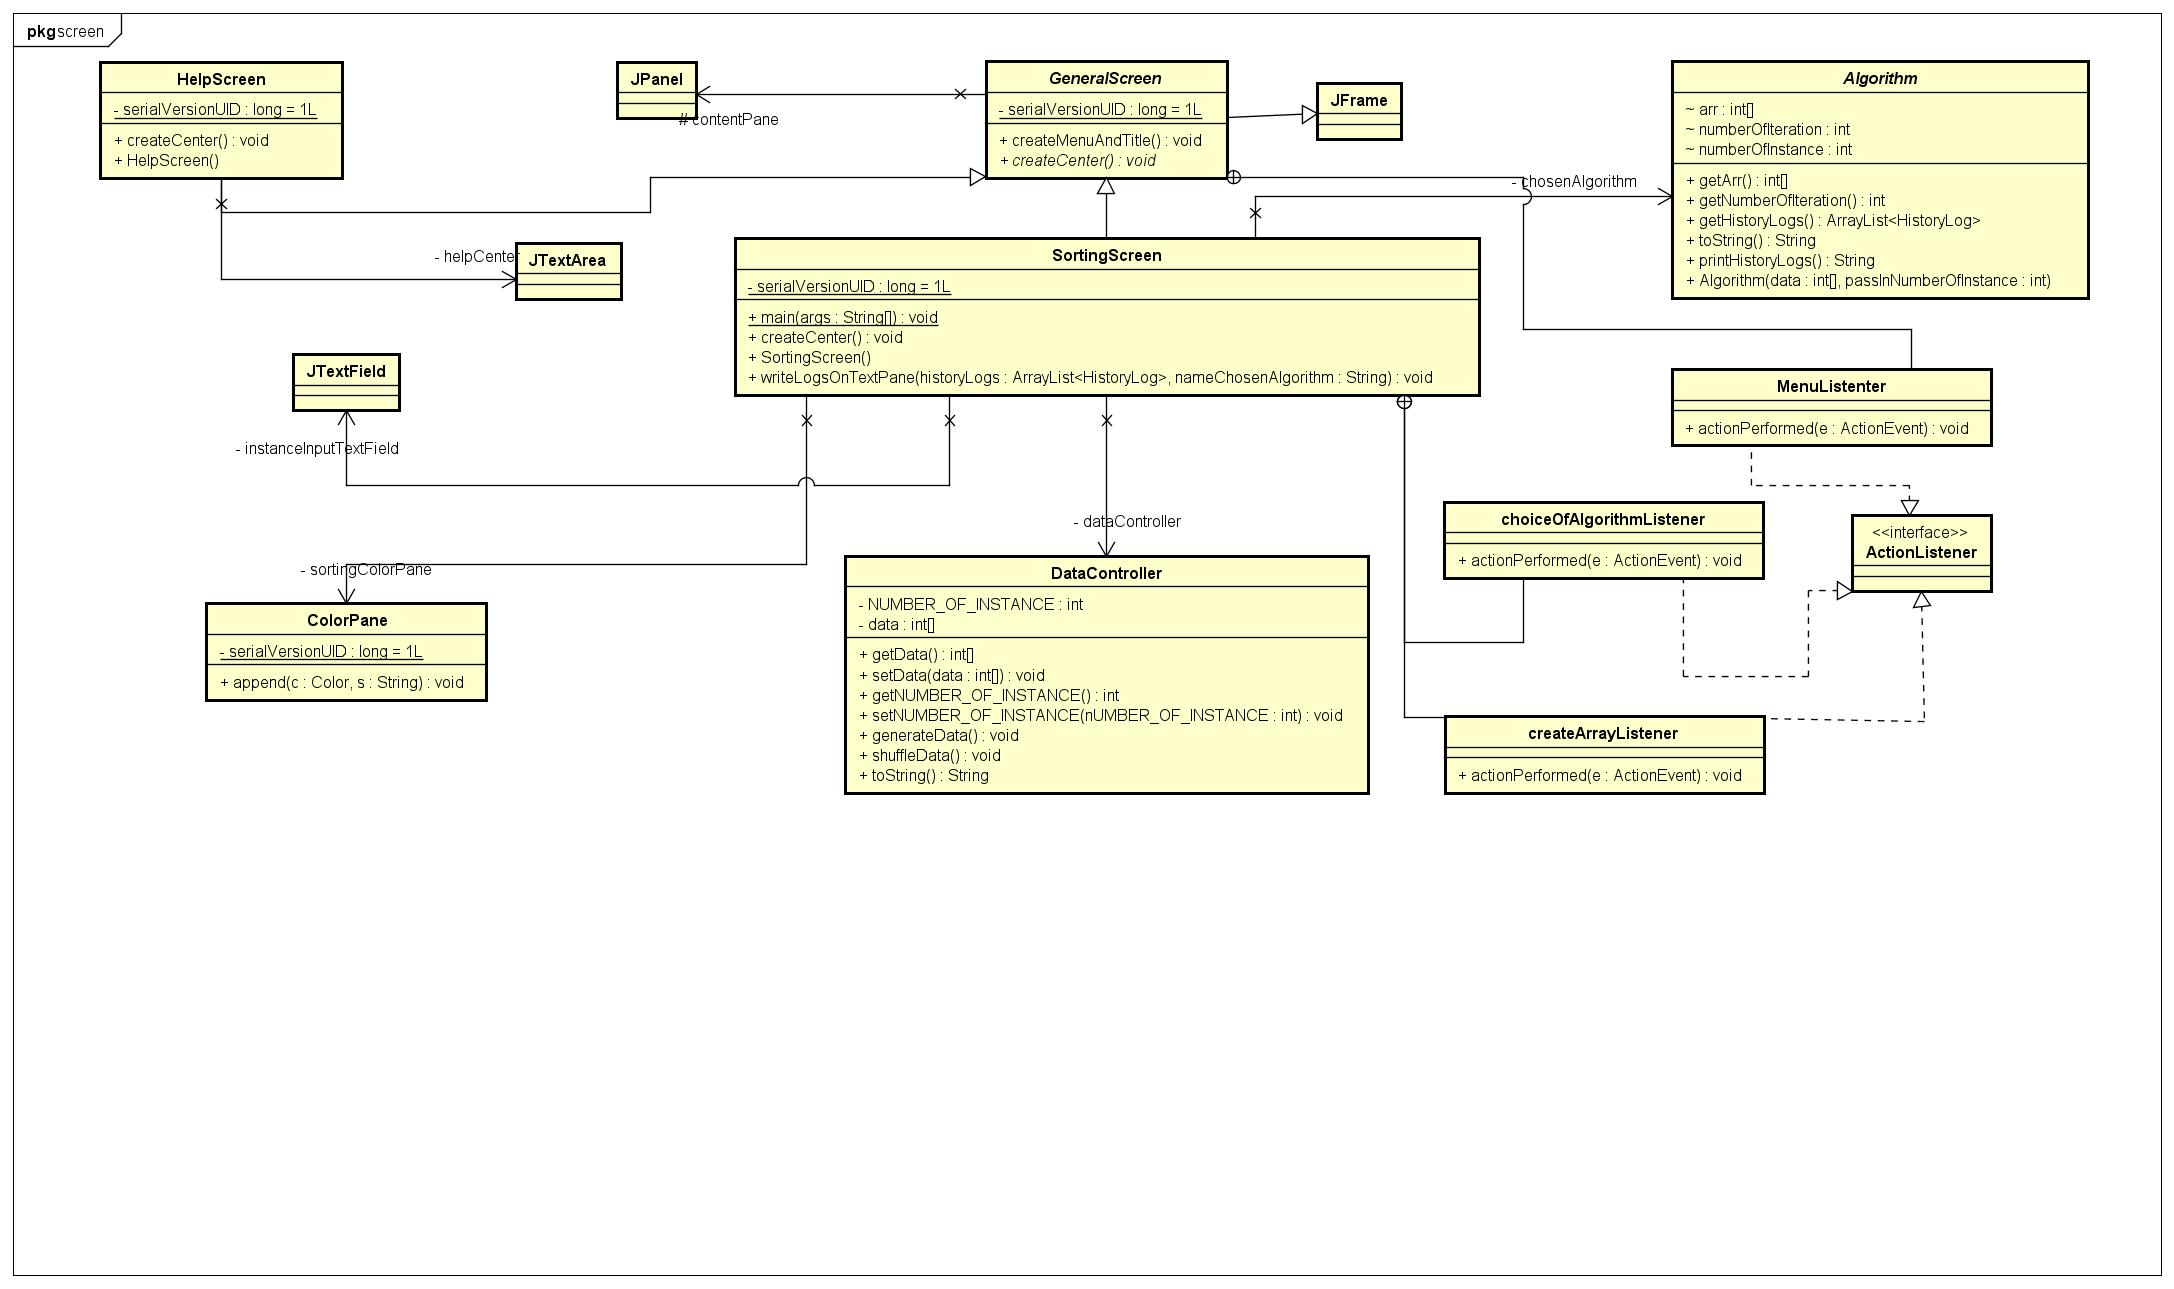 pkg screen
HelpScreen
- serialVersionUID : long = 1L
+ createCenter() : void
+ HelpScreen()
JPanel
# contentPane
GeneralScreen
- serialVersionUID : long = 1L
+ createMenuAndTitle() : void
+ createCenter() : void
JFrame
Algorithm
~ arr : int[]
~ numberOfIteration : int
~ numberOfInstance : int
+ getArr() : int[]
+ getNumberOfIteration() : int
+ getHistoryLogs() : ArrayList<HistoryLog>
+ toString() : String
+ printHistoryLogs() : String
+ Algorithm(data : int[], passInNumberOfInstance : int)
- chosenAlgorithm
- helpCenter
JTextArea
SortingScreen
- serialVersionUID : long = 1L
+ main(args : String[]) : void
+ createCenter() : void
+ SortingScreen()
+ writeLogsOnTextPane(historyLogs : ArrayList<HistoryLog>, nameChosenAlgorithm : String) : void
JTextField
- instanceInputTextField
MenuListenter
+ actionPerformed(e : ActionEvent) : void
choiceOfAlgorithmListener
+ actionPerformed(e : ActionEvent) : void
<<interface>>
ActionListener
- dataController
- sortingColorPane
ColorPane
- serialVersionUID : long = 1L
+ append(c : Color, s : String) : void
DataController
- NUMBER_OF_INSTANCE : int
- data : int[]
+ getData() : int[]
+ setData(data : int[]) : void
+ getNUMBER_OF_INSTANCE() : int
+ setNUMBER_OF_INSTANCE(nUMBER_OF_INSTANCE : int) : void
+ generateData() : void
+ shuffleData() : void
+ toString() : String
createArrayListener
+ actionPerformed(e : ActionEvent) : void